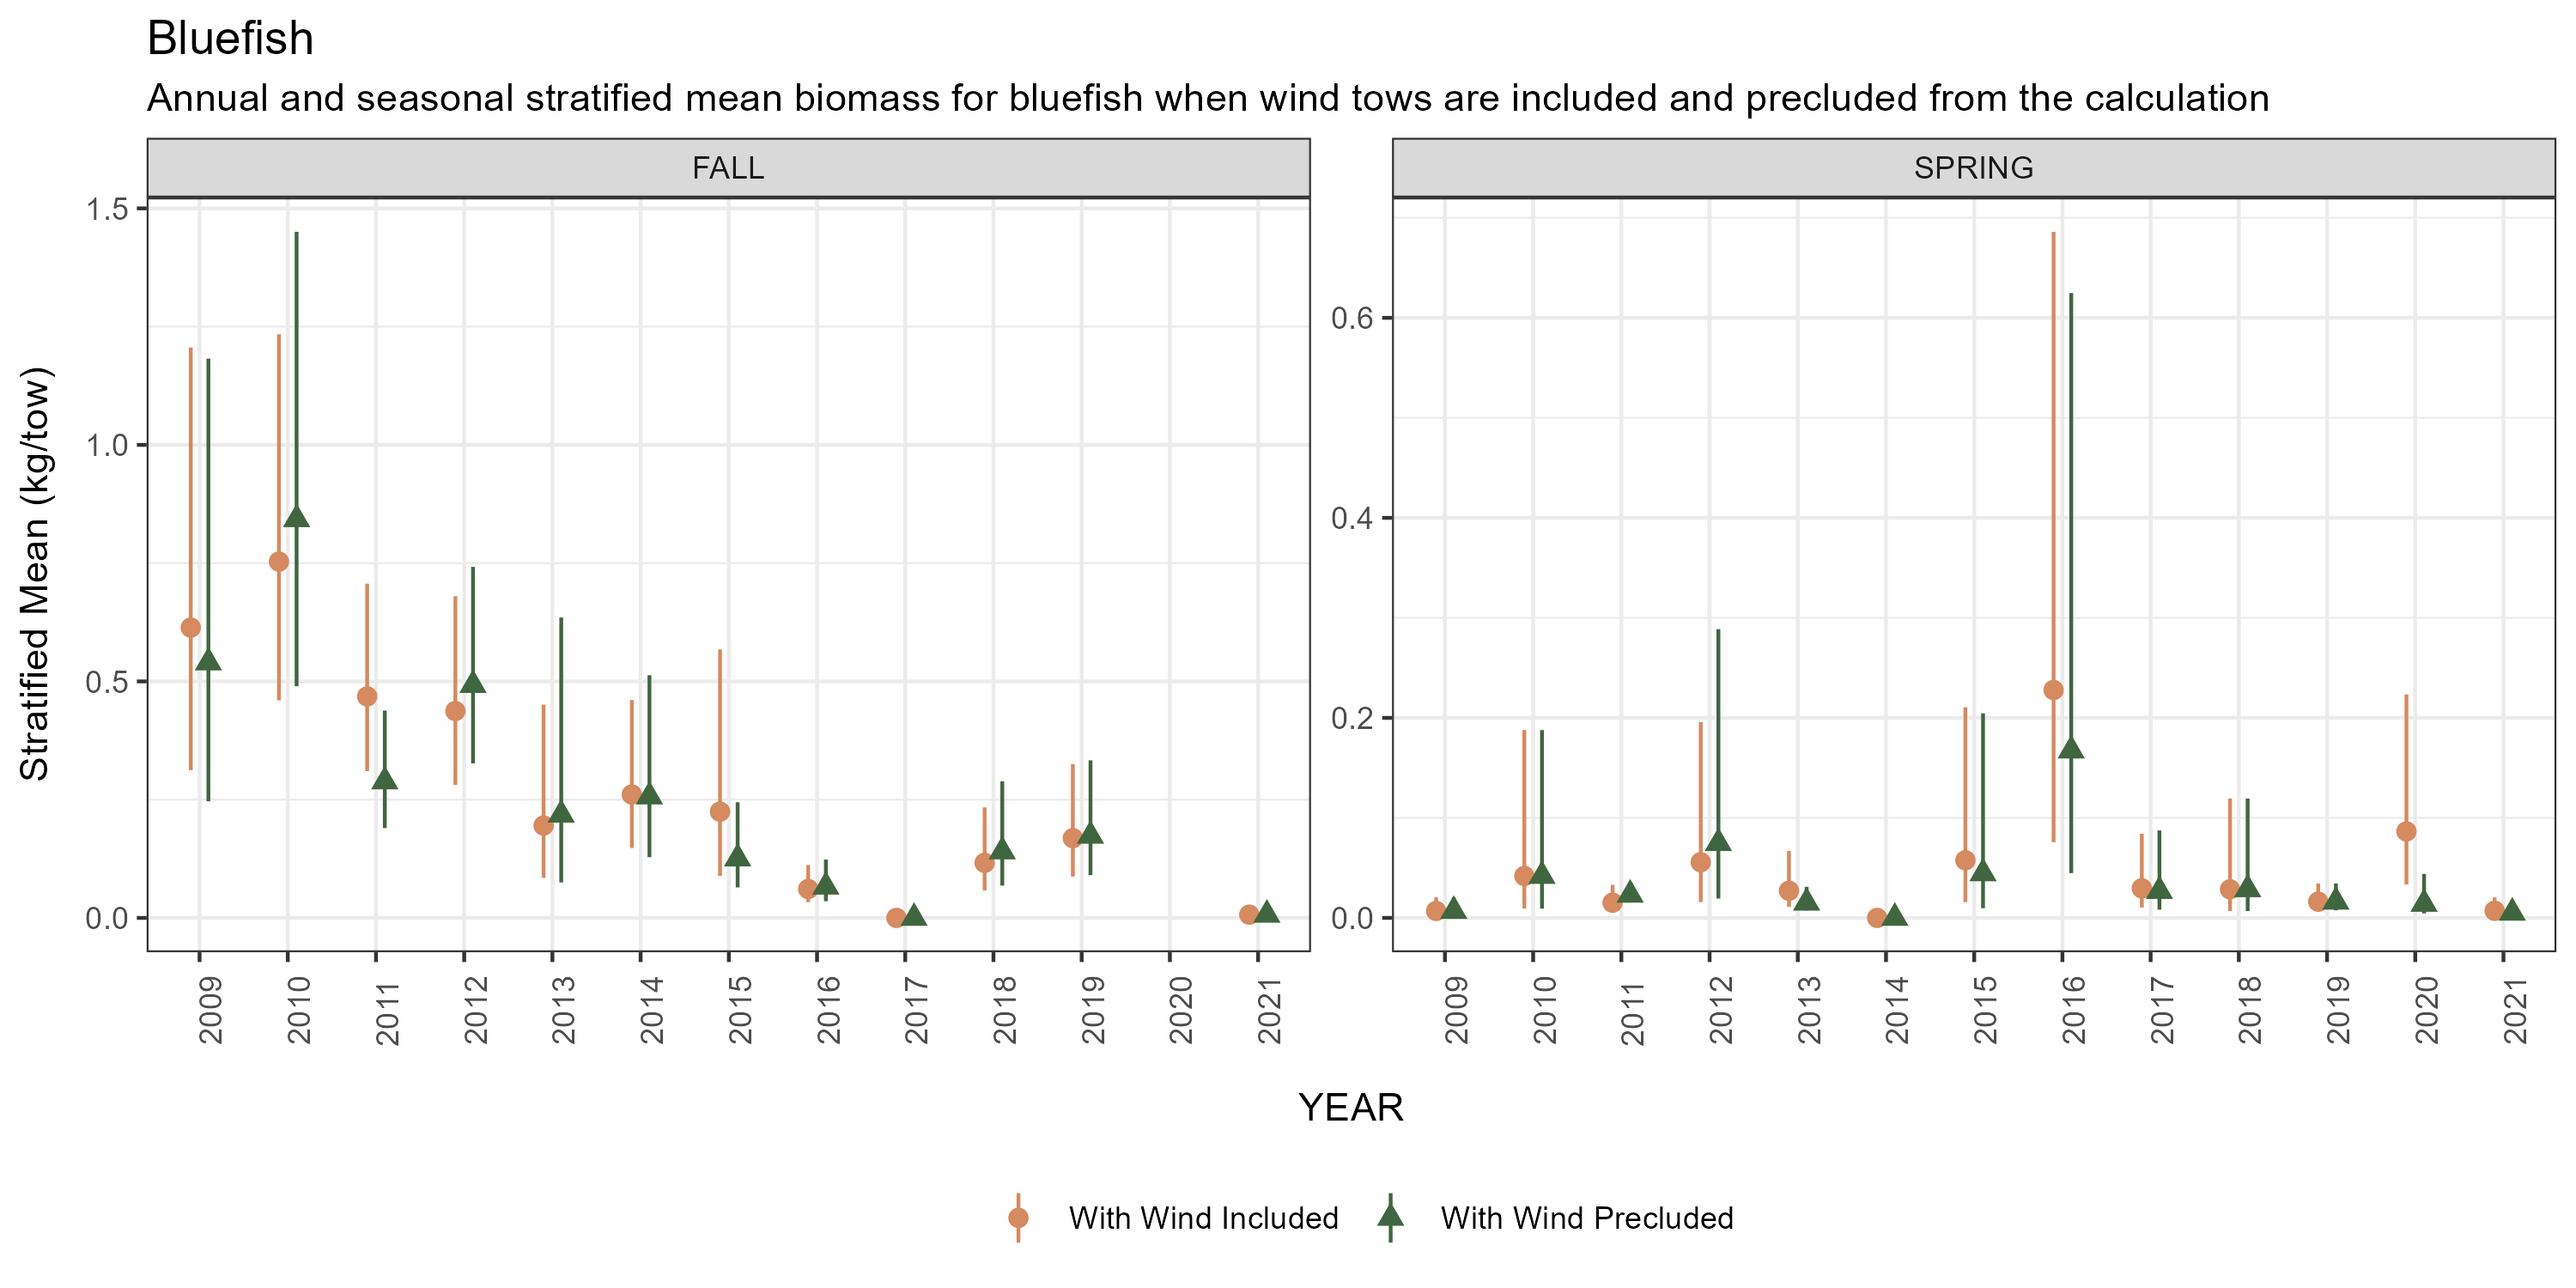 Bluefish
Annual and seasonal stratified mean biomass for bluefish when wind tows are included and precluded from the calculation
FALL
SPRING
Stratified Mean (kg/tow)
1.5
1.0
0.5
0.0
0.6
0.4
0.2
0.0
2009 2010 2011 2012 2013 2014 2015 2016 2017 2018 2019 2020 2021
2009 2010 2011 2012 2013 2014 2015 2016 2017 2018 2019 2020 2021
YEAR
With Wind Included
With Wind Precluded